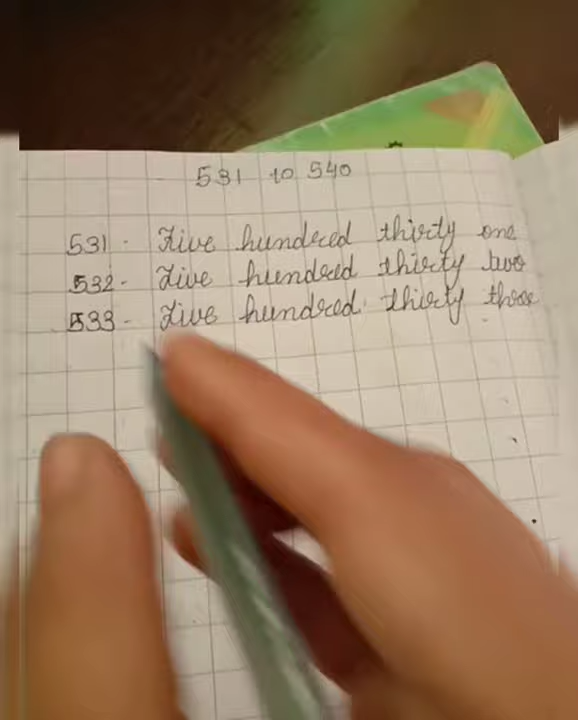 531 to 540
531 - Five hundred thirty one
532 - Five hundred thirty two
533 - Five hundred thirty three